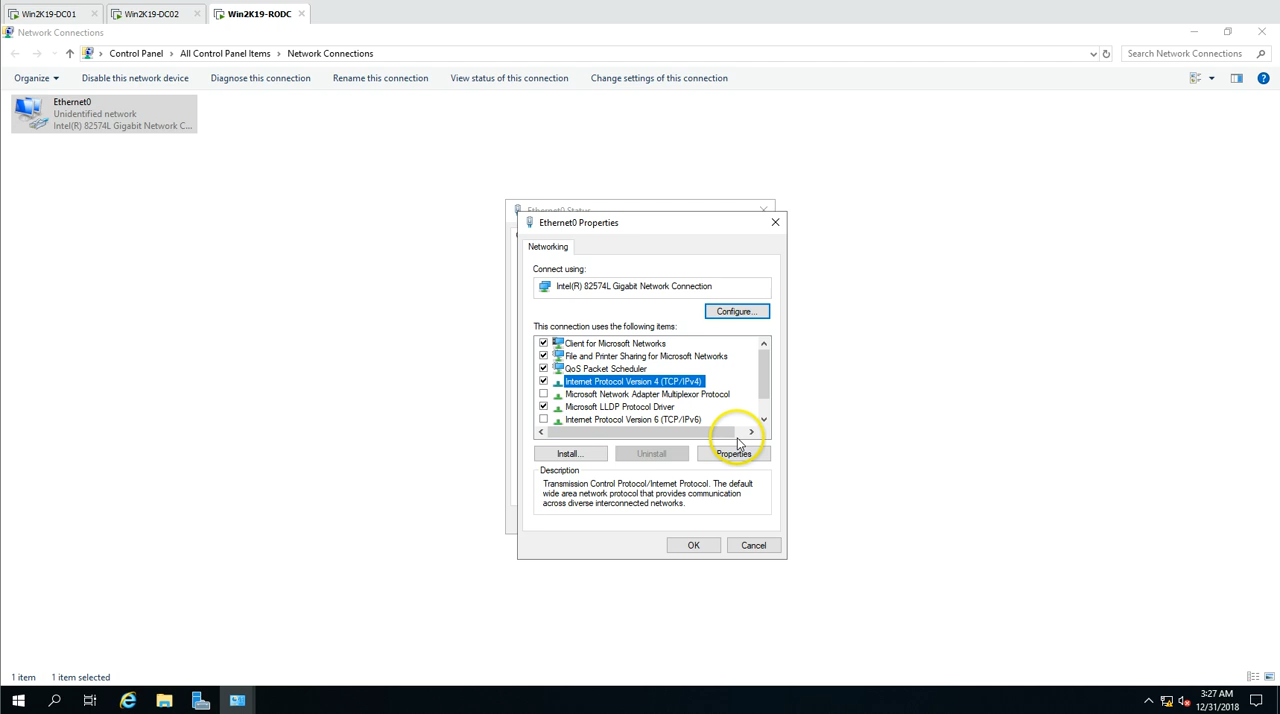 Win2K19-DC01
Win2K19-DC02
Win2K19-RODC
Network Connections
Control Panel
All Control Panel Items
Network Connections
Search Network Connections
Organize
Disable this network device
Diagnose this connection
Rename this connection
View status of this connection
Change settings of this connection
Ethernet0
Unidentified network
Intel(R) 82574L Gigabit Network C...
Ethernet0 Status
Ethernet0 Properties
Networking
Connect using:
Intel(R) 82574L Gigabit Network Connection
Configure...
This connection uses the following items:
Client for Microsoft Networks
File and Printer Sharing for Microsoft Networks
QoS Packet Scheduler
Internet Protocol Version 4 (TCP/IPv4)
Microsoft Network Adapter Multiplexor Protocol
Microsoft LLDP Protocol Driver
Internet Protocol Version 6 (TCP/IPv6)
Install...
Uninstall
Properties
Description
Transmission Control Protocol/Internet Protocol. The default
wide area network protocol that provides communication
across diverse interconnected networks.
OK
Cancel
1 item
1 item selected
3:27 AM
12/31/2018